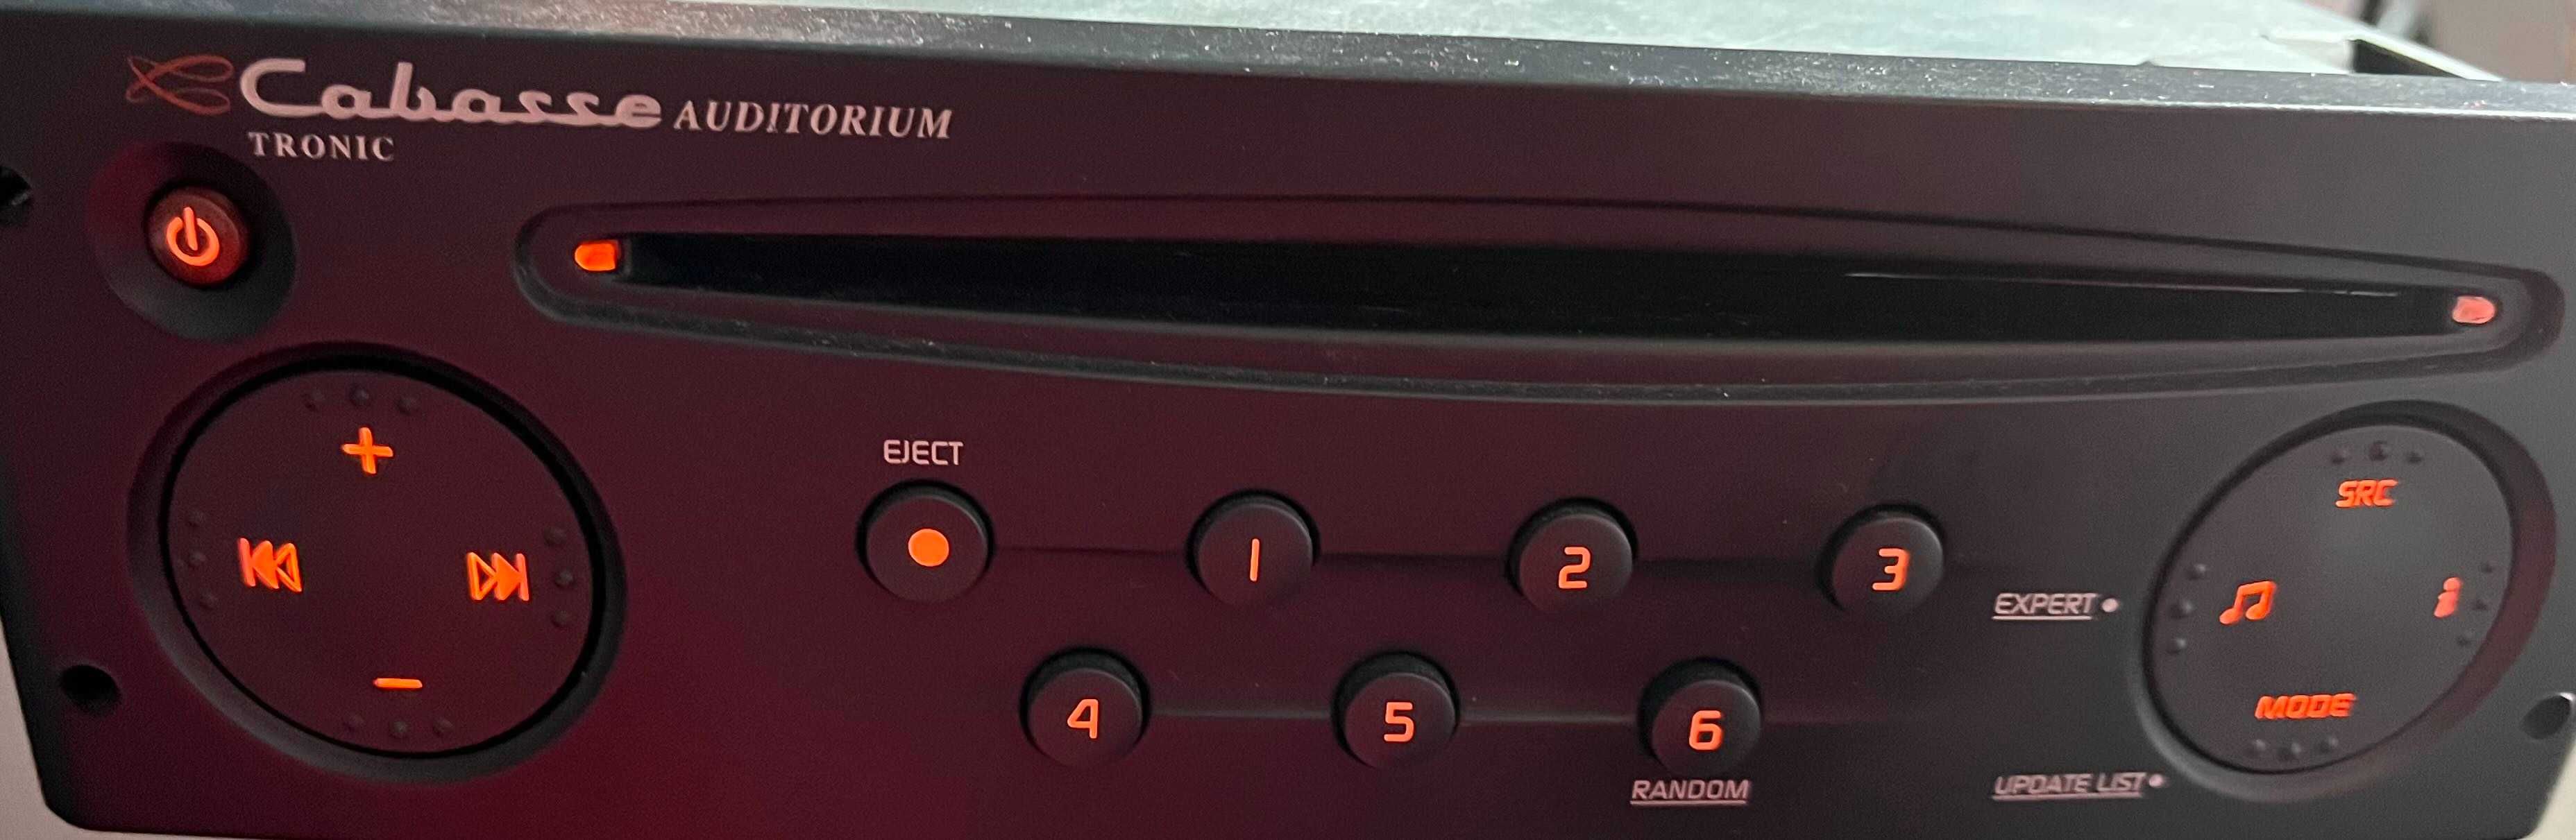 Cabasse AUDITORIUM
TRONIC
EJECT
1 2 3
4 5 6
RANDOM
EXPERT
UPDATE LIST
SRC
i
MODE